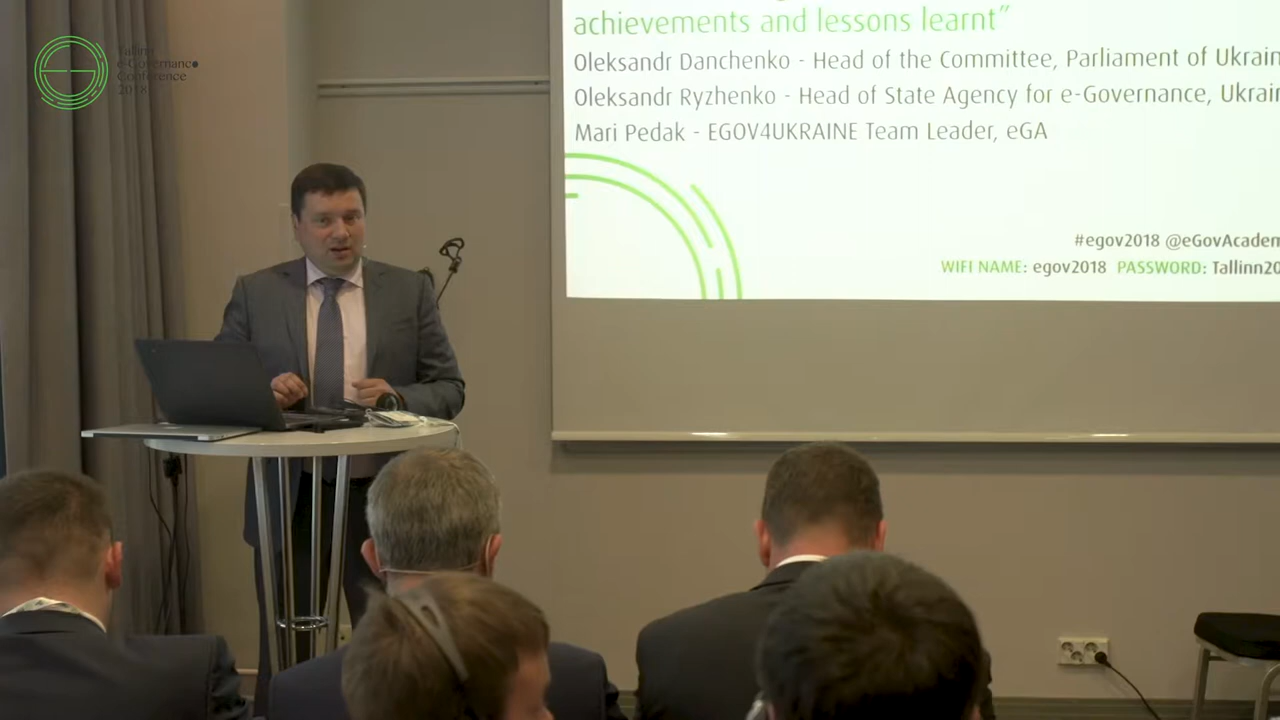 Tallinn
e-Governance
Conference
2018
achievements and lessons learnt”
Oleksandr Danchenko - Head of the Committee, Parliament of Ukrain
Oleksandr Ryzhenko - Head of State Agency for e-Governance, Ukrain
Mari Pedak - EGOV4UKRAINE Team Leader, eGA
#egov2018 @eGovAcadem
WIFI NAME: egov2018 PASSWORD: Tallinn20